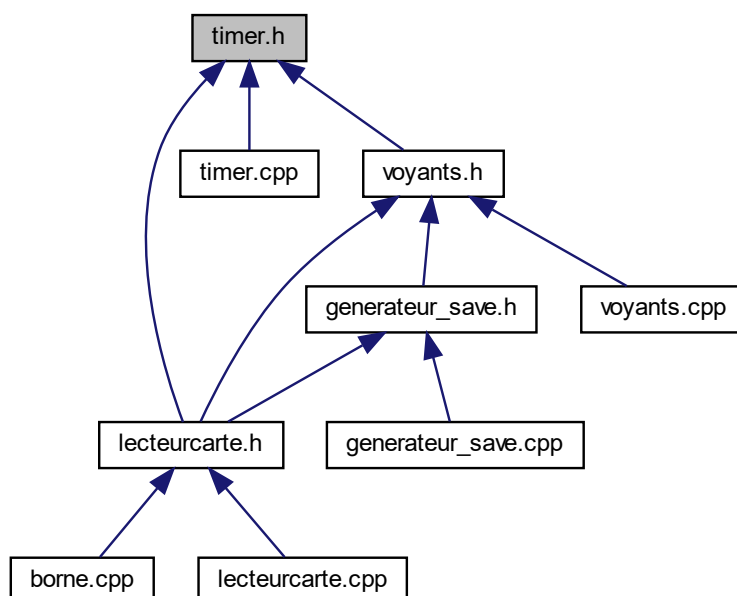 timer.h
timer.cpp
voyants.h
generateur_save.h
voyants.cpp
lecteurcarte.h
generateur_save.cpp
borne.cpp
lecteurcarte.cpp